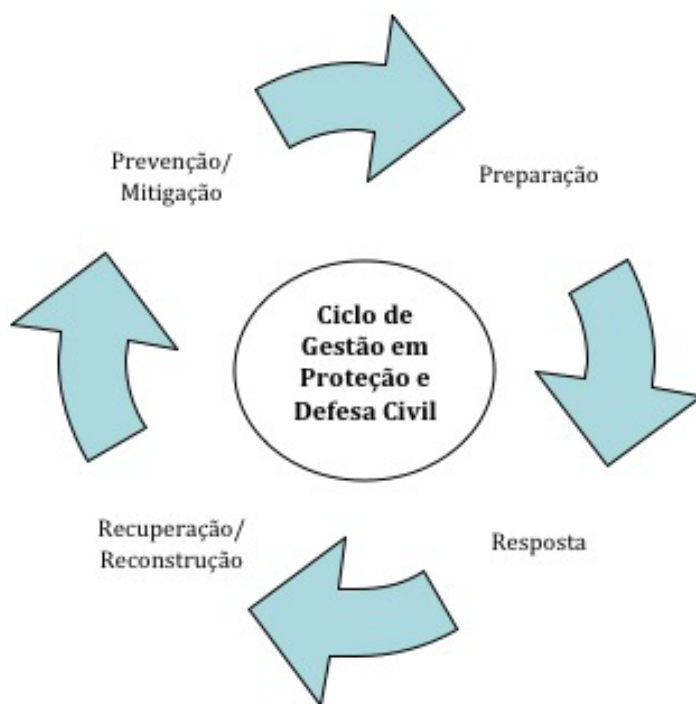 Prevenção/
Mitigação
Preparação
Ciclo de
Gestão em
Proteção e
Defesa Civil
Recuperação/
Reconstrução
Resposta